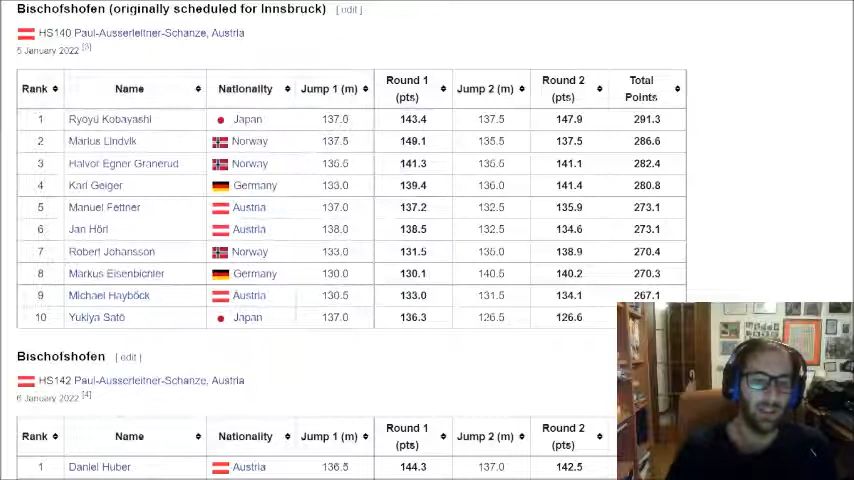 Bischofshofen (originally scheduled for Innsbruck) [ edit ]
HS140 Paul-Ausserleitner-Schanze, Austria
5 January 2022 [3]
Rank Name Nationality Jump 1 (m) Round 1 (pts) Jump 2 (m) Round 2 (pts) Total Points
1 Ryōyū Kobayashi Japan 137.0 143.4 137.5 147.9 291.3
2 Marius Lindvik Norway 137.5 149.1 135.5 137.5 286.6
3 Halvor Egner Granerud Norway 135.5 141.3 135.5 141.1 282.4
4 Karl Geiger Germany 133.0 139.4 136.0 141.4 280.8
5 Manuel Fettner Austria 137.0 137.2 132.5 135.9 273.1
6 Jan Hörl Austria 138.0 138.5 132.5 134.6 273.1
7 Robert Johansson Norway 133.0 131.5 135.0 138.9 270.4
8 Markus Eisenbichler Germany 130.0 130.1 140.5 140.2 270.3
9 Michael Hayböck Austria 130.5 133.0 131.5 134.1 267.1
10 Yukiya Satō Japan 137.0 136.3 126.5 126.6
Bischofshofen [ edit ]
HS142 Paul-Ausserleitner-Schanze, Austria
6 January 2022 [4]
Rank Name Nationality Jump 1 (m) Round 1 (pts) Jump 2 (m) Round 2 (pts)
1 Daniel Huber Austria 136.5 144.3 137.0 142.5